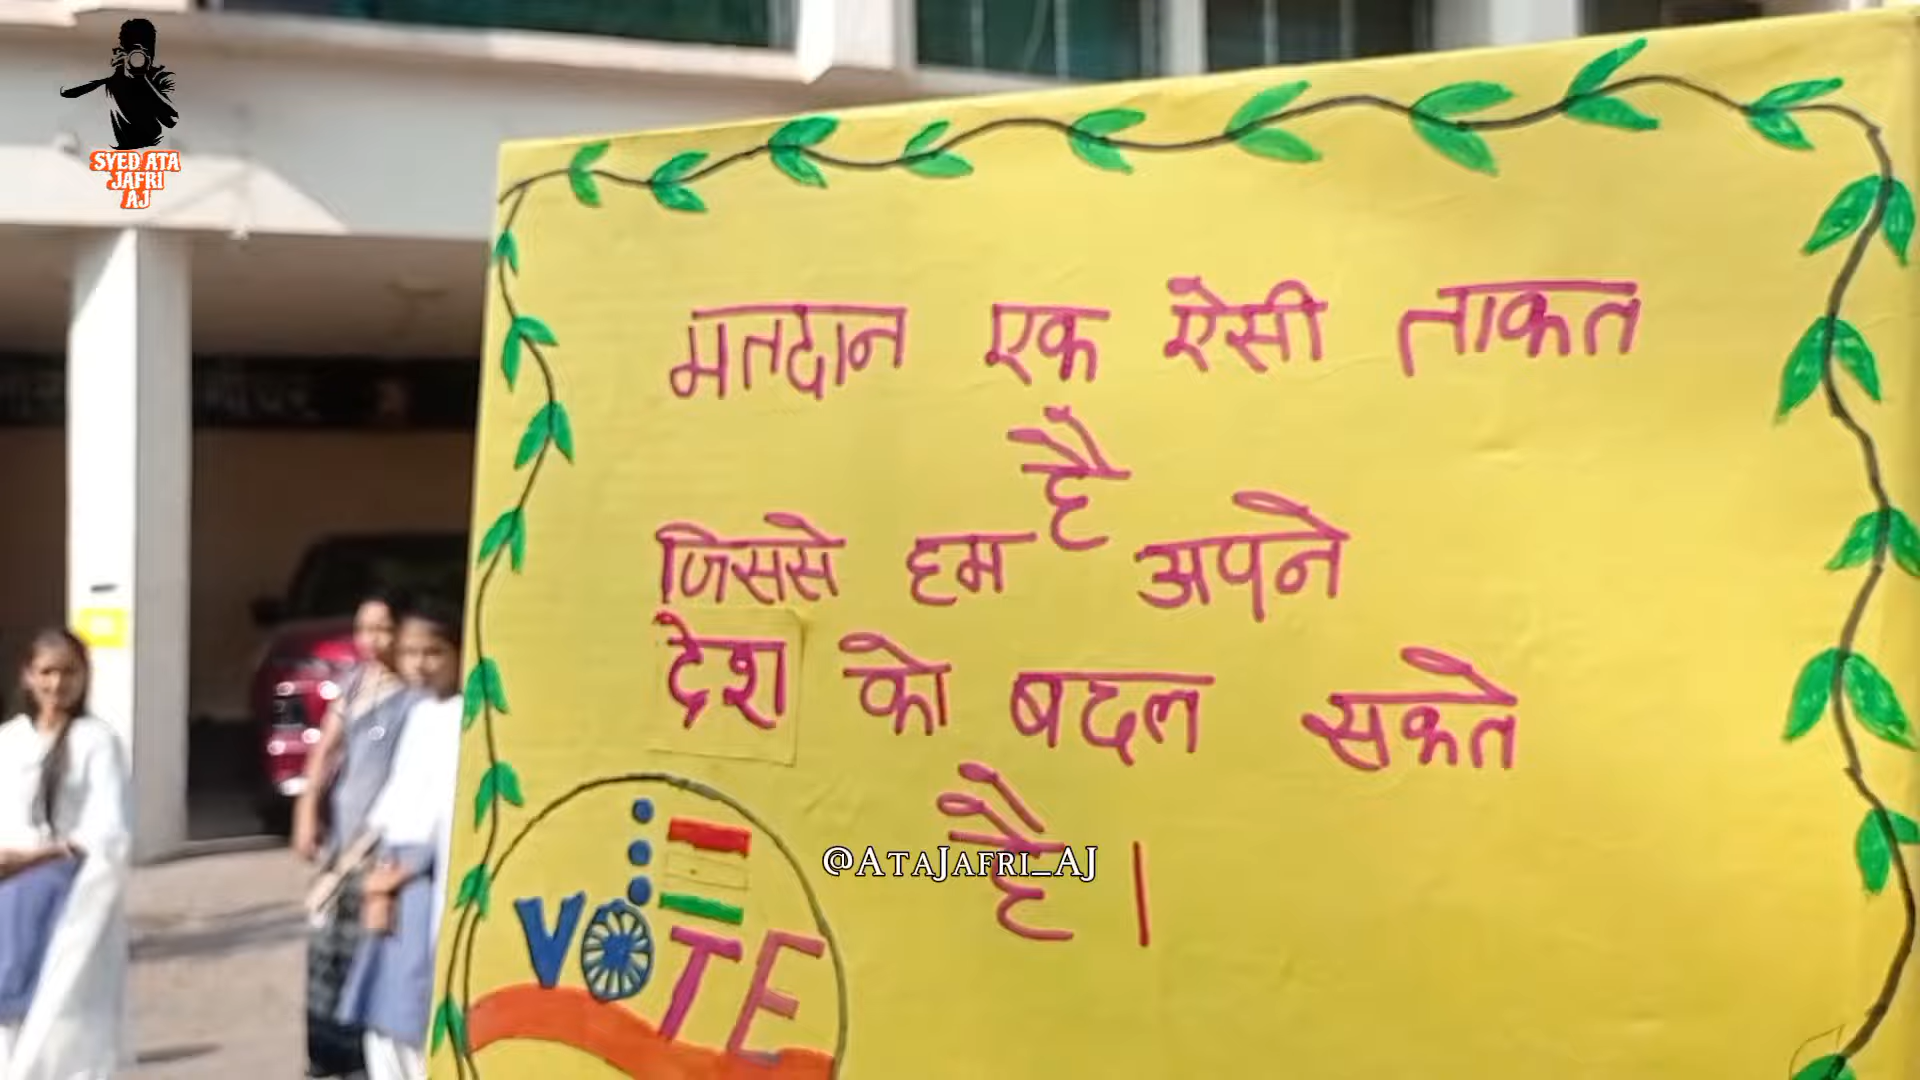 SYED ATA
JAFRI
AJ
मतदान एक ऐसी ताकत
है
जिससे हम अपने
देश को बदल सकते
है।
@AtaJafri_AJ
VOTE